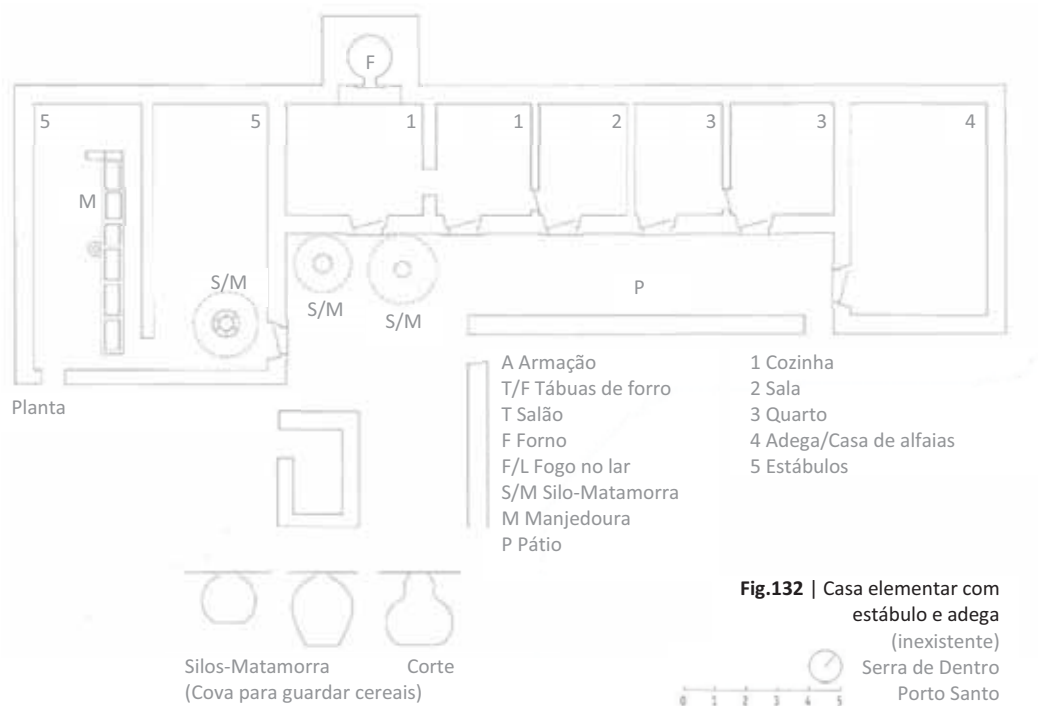 F
5
5
1
1
2
3
3
4
M
S/M
S/M
S/M
P
Planta
A Armação
T/F Tábuas de forro
T Salão
F Forno
F/L Fogo no lar
S/M Silo-Matamorra
M Manjedoura
P Pátio
1 Cozinha
2 Sala
3 Quarto
4 Adega/Casa de alfaias
5 Estábulos
Silos-Matamorra
(Cova para guardar cereais)
Corte
Fig.132 | Casa elementar com
estábulo e adega
(inexistente)
Serra de Dentro
Porto Santo
0 1 2 3 4 5